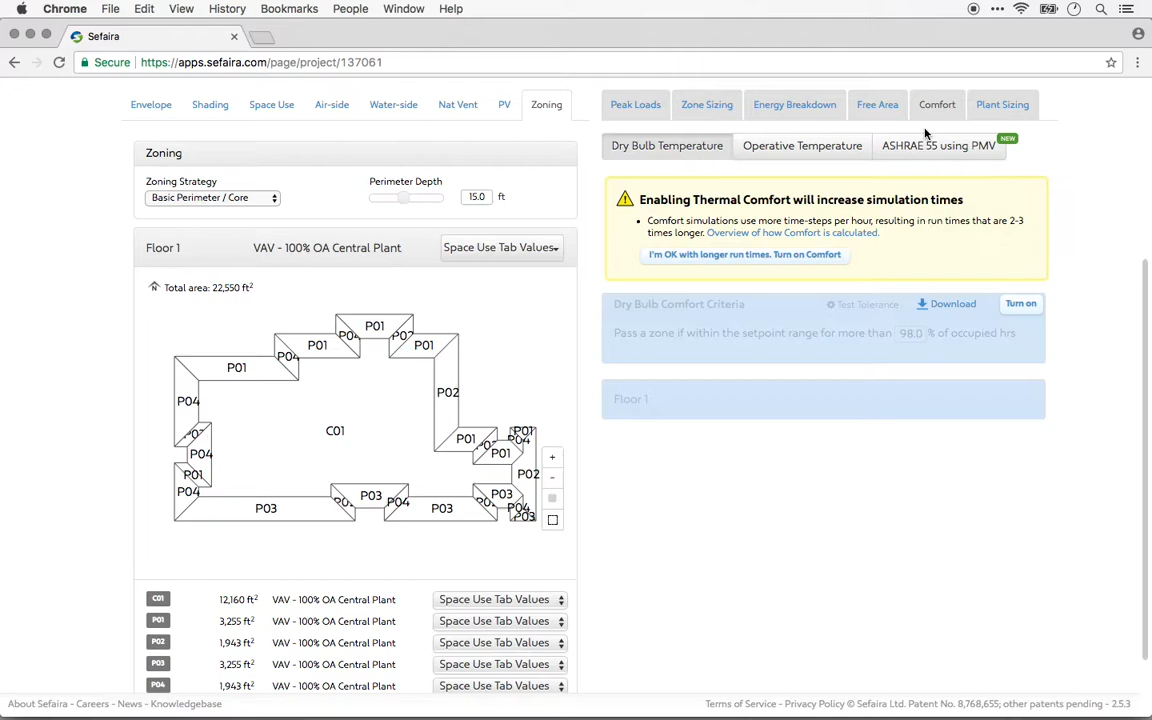 Chrome File Edit View History Bookmarks People Window Help
Sefaira
Secure https://apps.sefaira.com/page/project/137061
Envelope Shading Space Use Air-side Water-side Nat Vent PV Zoning
Peak Loads Zone Sizing Energy Breakdown Free Area Comfort Plant Sizing
Zoning
Zoning Strategy
Basic Perimeter / Core
Perimeter Depth
15.0 ft
Floor 1 VAV - 100% OA Central Plant Space Use Tab Values
Total area: 22,550 ft²
P01
P04
P01
P01
P04
P01
P02
P04
C01
P01
P01
P04
P01
P04
P01
P02
P04
P03
P03
P04
P03
P03
P04
P03
+
-
C01 12,160 ft² VAV - 100% OA Central Plant Space Use Tab Values
P01 3,255 ft² VAV - 100% OA Central Plant Space Use Tab Values
P02 1,943 ft² VAV - 100% OA Central Plant Space Use Tab Values
P03 3,255 ft² VAV - 100% OA Central Plant Space Use Tab Values
P04 1,943 ft² VAV - 100% OA Central Plant Space Use Tab Values
Dry Bulb Temperature Operative Temperature ASHRAE 55 using PMV NEW
Enabling Thermal Comfort will increase simulation times
Comfort simulations use more time-steps per hour, resulting in run times that are 2-3
times longer. Overview of how Comfort is calculated.
I'm OK with longer run times. Turn on Comfort
Dry Bulb Comfort Criteria Test Tolerance Download Turn on
Pass a zone if within the setpoint range for more than 98.0 % of occupied hrs
Floor 1
About Sefaira - Careers - News - Knowledgebase
Terms of Service - Privacy Policy © Sefaira Ltd. Patent No. 8,768,655; other patents pending - 2.5.3